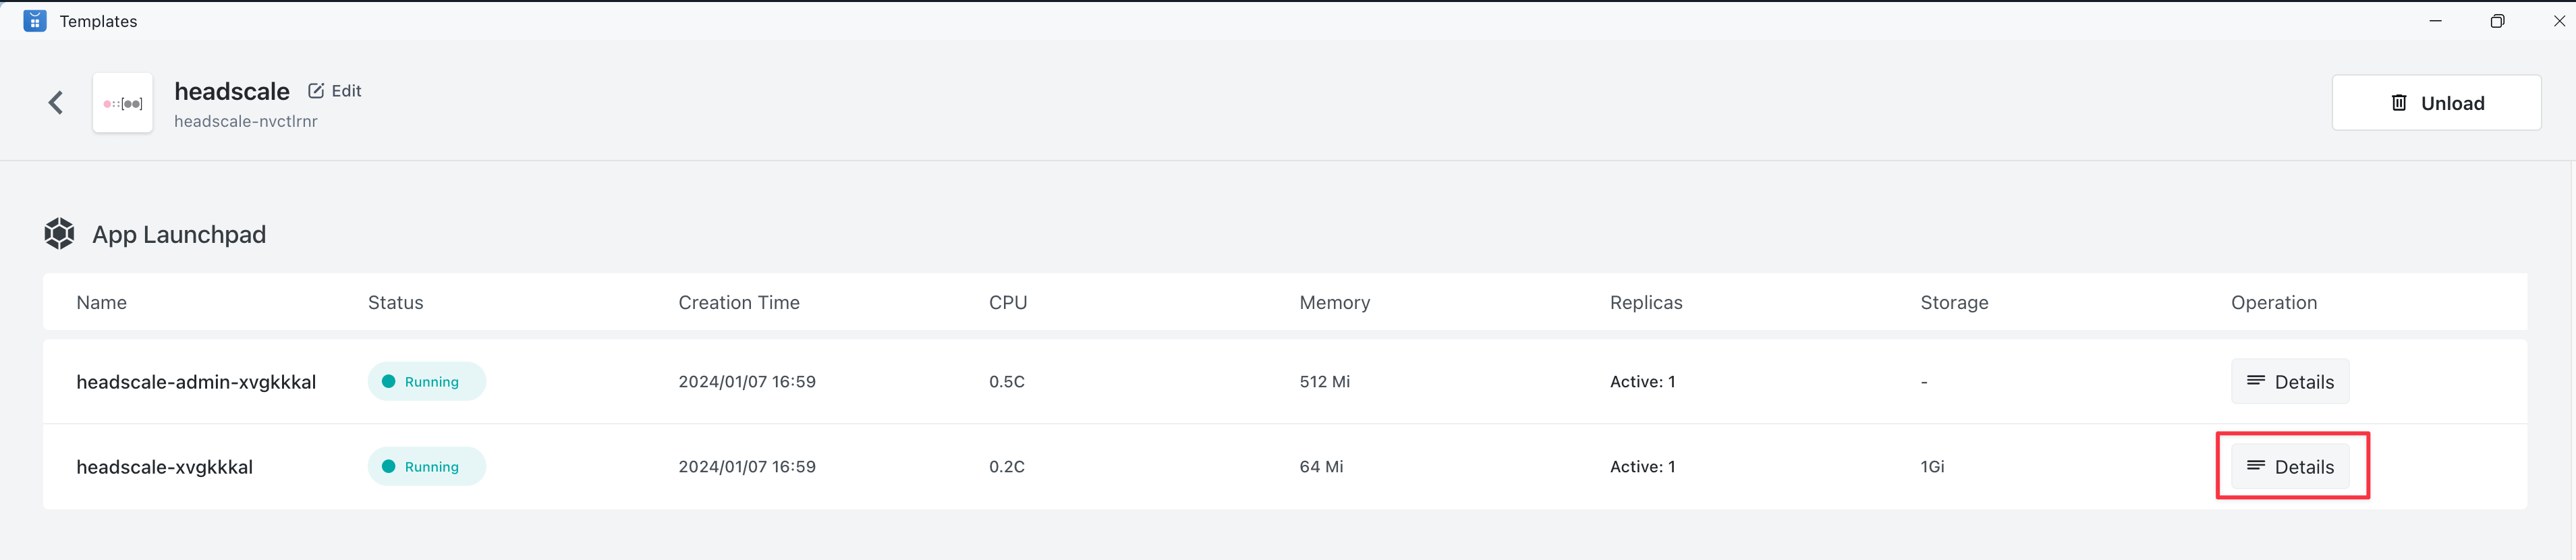 Templates
headscale Edit
headscale-nvctlrnr
Unload
App Launchpad
Name Status Creation Time CPU Memory Replicas Storage Operation
headscale-admin-xvgkkkal Running 2024/01/07 16:59 0.5C 512 Mi Active: 1 - Details
headscale-xvgkkkal Running 2024/01/07 16:59 0.2C 64 Mi Active: 1 1Gi Details